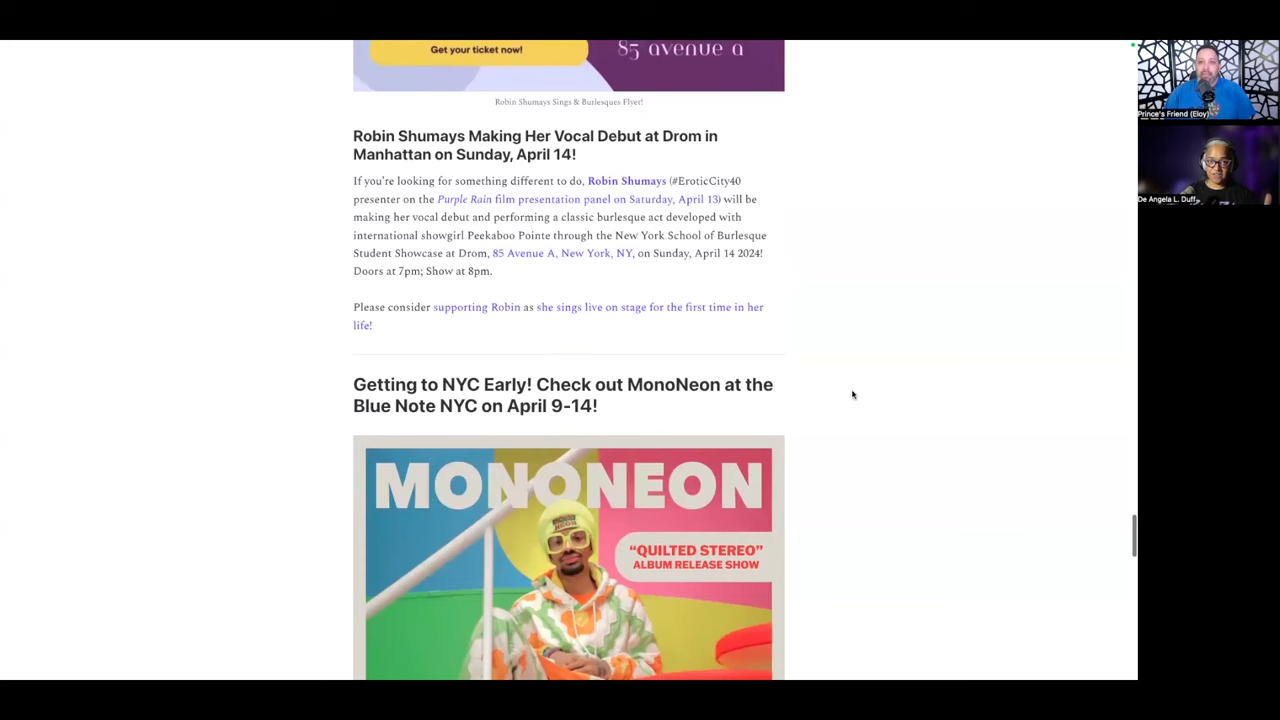 Get your ticket now!
85 avenue a
Robin Shumays Sings & Burlesques Flyer!
Robin Shumays Making Her Vocal Debut at Drom in
Manhattan on Sunday, April 14!
If you’re looking for something different to do, Robin Shumays (#EroticCity40
presenter on the Purple Rain film presentation panel on Saturday, April 13) will be
making her vocal debut and performing a classic burlesque act developed with
international showgirl Peekaboo Pointe through the New York School of Burlesque
Student Showcase at Drom, 85 Avenue A, New York, NY, on Sunday, April 14 2024!
Doors at 7pm; Show at 8pm.
Please consider supporting Robin as she sings live on stage for the first time in her
life!
Getting to NYC Early! Check out MonoNeon at the
Blue Note NYC on April 9-14!
MONONEON
MONO
NEON
“QUILTED STEREO”
ALBUM RELEASE SHOW
Prince's Friend (Eloy)
De Angela L. Duff